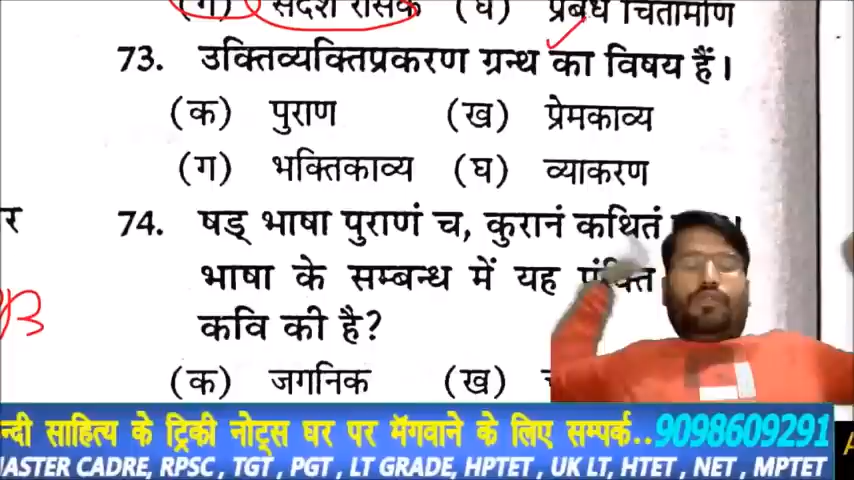 (ग) संदेश रासक (घ) प्रबंध चिंतामणि
73. उक्तिव्यक्तिप्रकरण ग्रन्थ का विषय हैं।
(क) पुराण (ख) प्रेमकाव्य
(ग) भक्तिकाव्य (घ) व्याकरण
74. षड् भाषा पुराणं च, कुरानं कथितं
भाषा के सम्बन्ध में यह पंक्ति
कवि की है?
(क) जगनिक (ख)
र
न्दी साहित्य के ट्रिकी नोट्स घर पर मँगवाने के लिए सम्पर्क..9098609291
MASTER CADRE, RPSC, TGT, PGT, LT GRADE, HPTET, UK LT, HTET, NET, MPTET